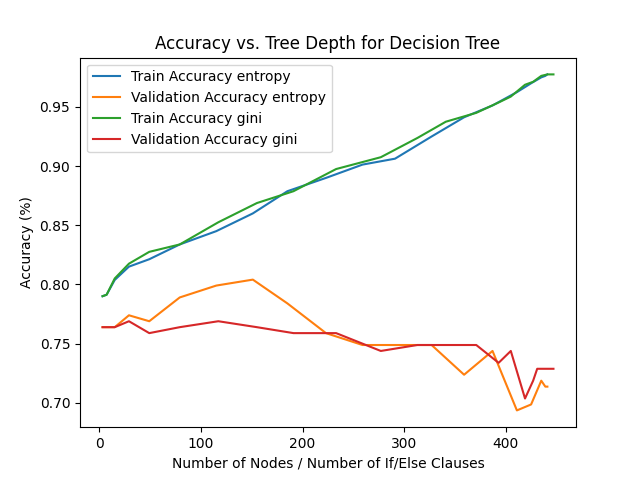 Accuracy vs. Tree Depth for Decision Tree
Train Accuracy entropy
Validation Accuracy entropy
Train Accuracy gini
Validation Accuracy gini
Accuracy (%)
0.95
0.90
0.85
0.80
0.75
0.70
0 100 200 300 400
Number of Nodes / Number of If/Else Clauses